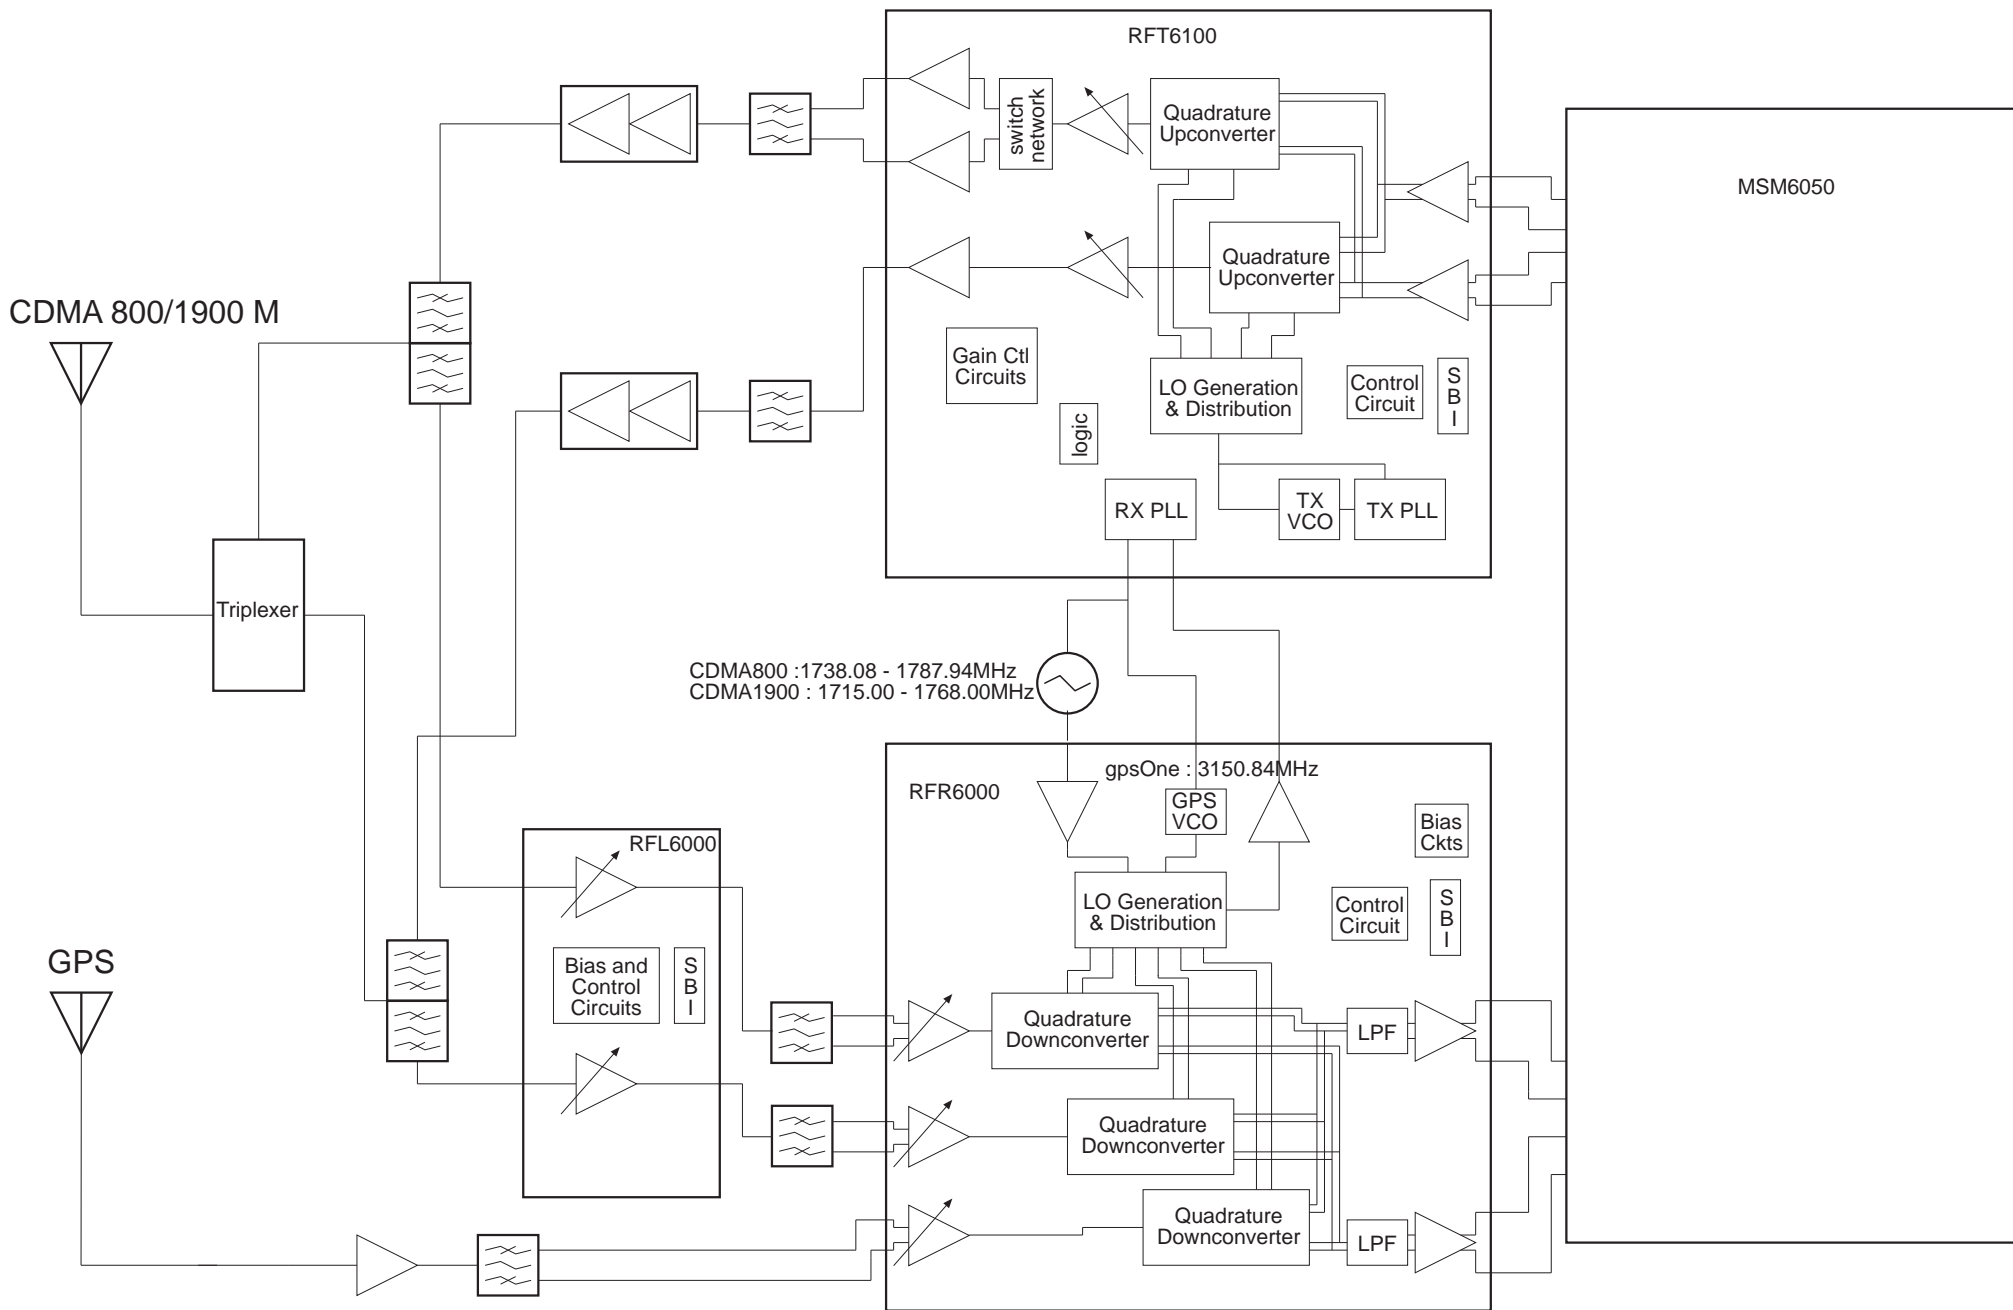 RFT6100
Quadrature
Upconverter
switch
network
MSM6050
Quadrature
Upconverter
CDMA 800/1900 M
Gain Ctl
Circuits
LO Generation
& Distribution
Control
Circuit
S
B
I
logic
RX PLL
TX
VCO
TX PLL
Triplexer
CDMA800 :1738.08 - 1787.94MHz
CDMA1900 : 1715.00 - 1768.00MHz
gpsOne : 3150.84MHz
RFR6000
GPS
VCO
Bias
Ckts
RFL6000
LO Generation
& Distribution
Control
Circuit
S
B
I
GPS
Bias and
Control
Circuits
S
B
I
Quadrature
Downconverter
LPF
Quadrature
Downconverter
Quadrature
Downconverter
LPF